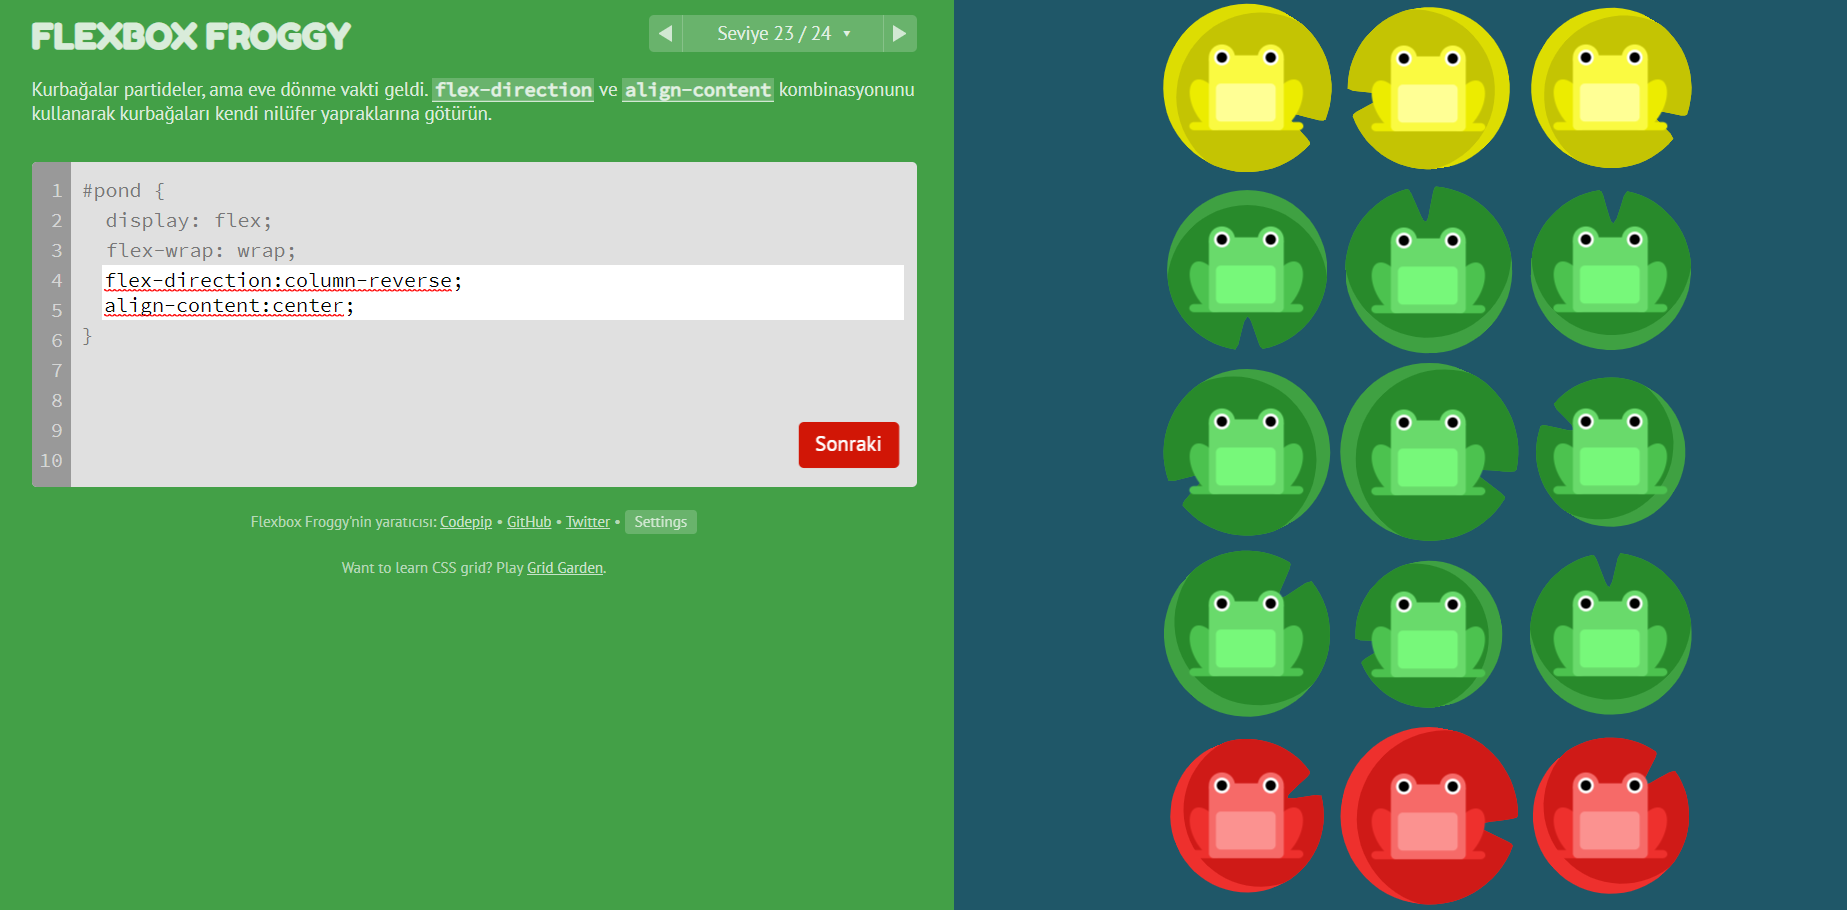 FLEXBOX FROGGY
Seviye 23 / 24
Kurbağalar partideler, ama eve dönme vakti geldi. flex-direction ve align-content kombinasyonunu
kullanarak kurbağaları kendi nilüfer yapraklarına götürün.
1 #pond {
2 display: flex;
3 flex-wrap: wrap;
4 flex-direction:column-reverse;
5 align-content:center;
6 }
7
8
9
10
Sonraki
Flexbox Froggy'nin yaratıcısı: Codepip • GitHub • Twitter • Settings
Want to learn CSS grid? Play Grid Garden.